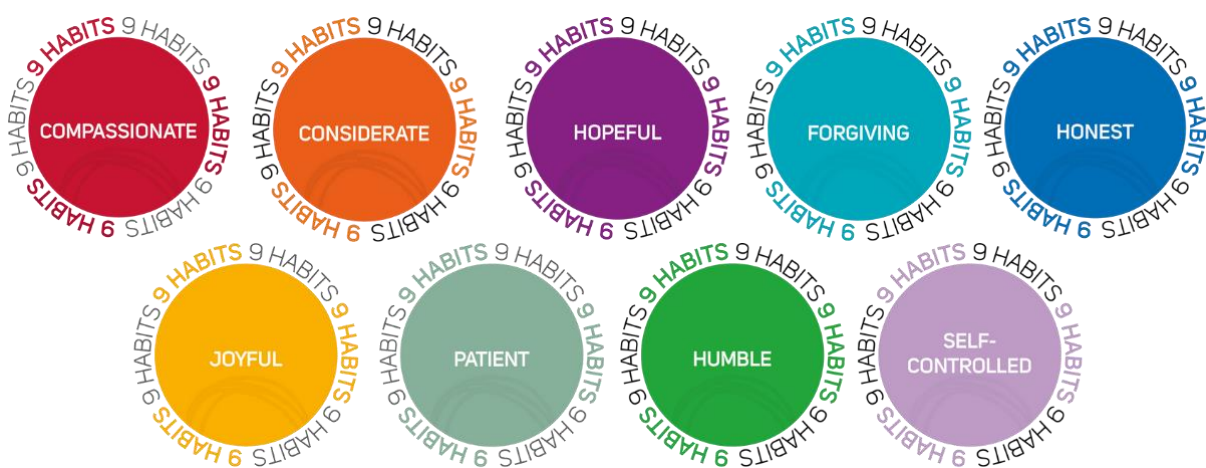 9 HABITS 9 HABITS 9 HABITS 9 HABITS 9 HABITS 9 HABITS
COMPASSIONATE
9 HABITS 9 HABITS 9 HABITS 9 HABITS 9 HABITS 9 HABITS
CONSIDERATE
9 HABITS 9 HABITS 9 HABITS 9 HABITS 9 HABITS 9 HABITS
HOPEFUL
9 HABITS 9 HABITS 9 HABITS 9 HABITS 9 HABITS 9 HABITS
FORGIVING
9 HABITS 9 HABITS 9 HABITS 9 HABITS 9 HABITS 9 HABITS
HONEST
9 HABITS 9 HABITS 9 HABITS 9 HABITS 9 HABITS 9 HABITS
JOYFUL
9 HABITS 9 HABITS 9 HABITS 9 HABITS 9 HABITS 9 HABITS
PATIENT
9 HABITS 9 HABITS 9 HABITS 9 HABITS 9 HABITS 9 HABITS
HUMBLE
9 HABITS 9 HABITS 9 HABITS 9 HABITS 9 HABITS 9 HABITS
SELF-
CONTROLLED